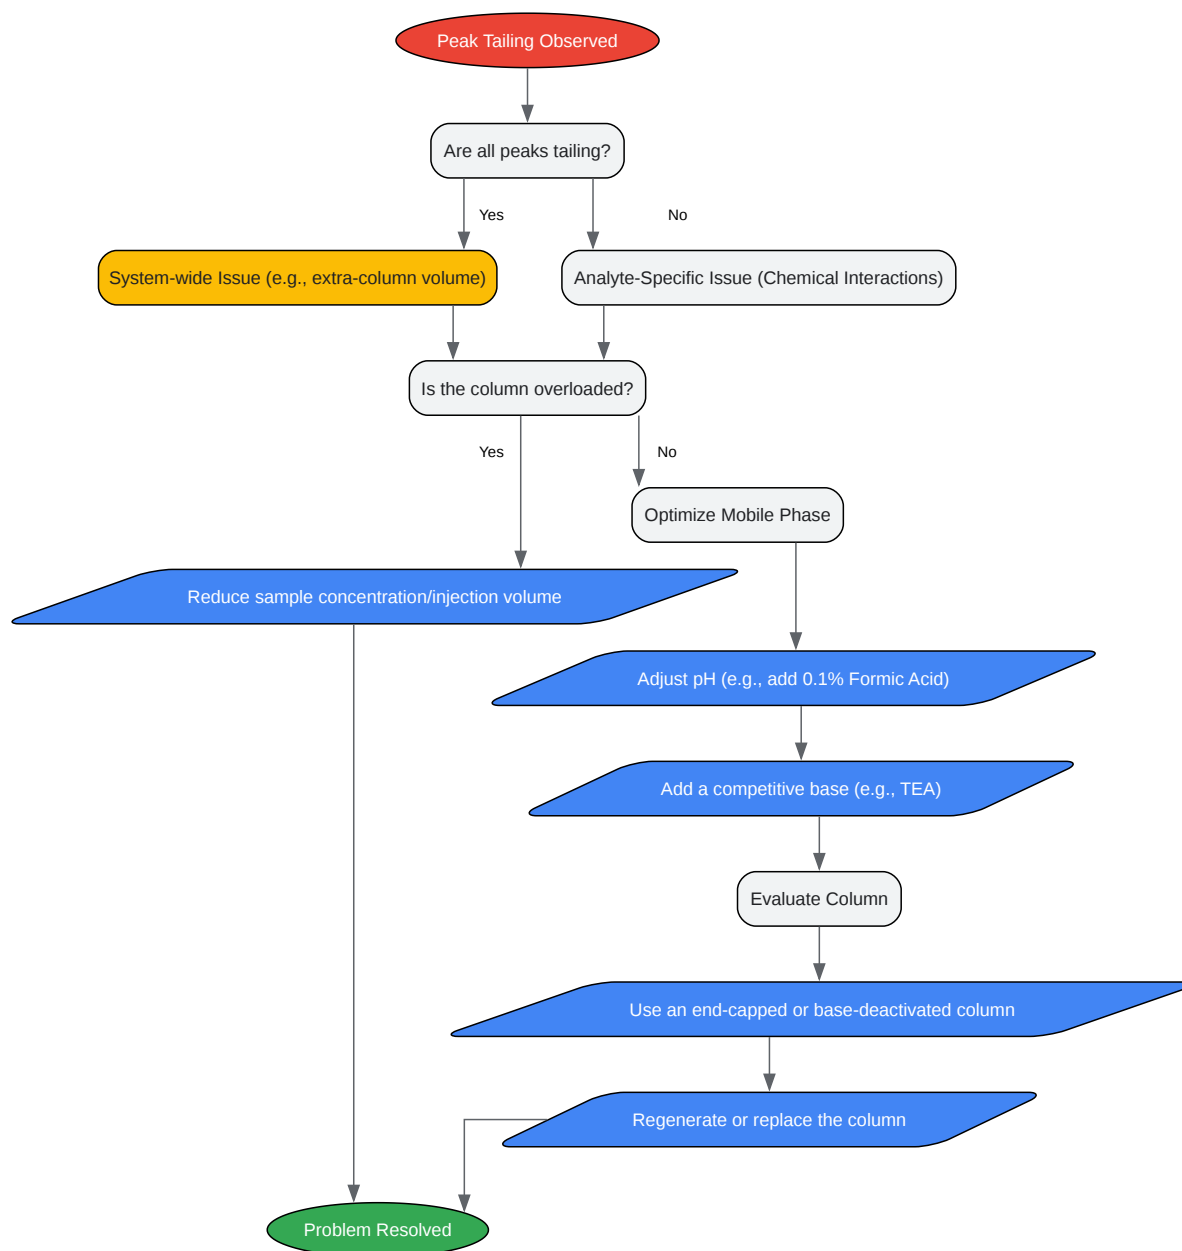 Peak Tailing Observed
Are all peaks tailing?
Yes
No
System-wide Issue (e.g., extra-column volume)
Analyte-Specific Issue (Chemical Interactions)
Is the column overloaded?
Yes
No
Optimize Mobile Phase
Reduce sample concentration/injection volume
Adjust pH (e.g., add 0.1% Formic Acid)
Add a competitive base (e.g., TEA)
Evaluate Column
Use an end-capped or base-deactivated column
Regenerate or replace the column
Problem Resolved